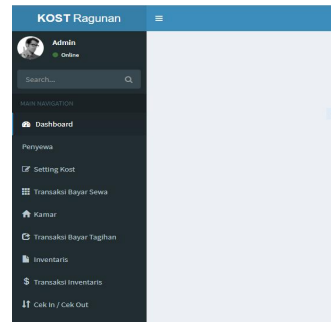 KOST Ragunan
Admin
Online
Search...
MAIN NAVIGATION
Dashboard
Penyewa
Setting Kost
Transaksi Bayar Sewa
Kamar
Transaksi Bayar Tagihan
Inventaris
Transaksi Inventaris
Cek In / Cek Out